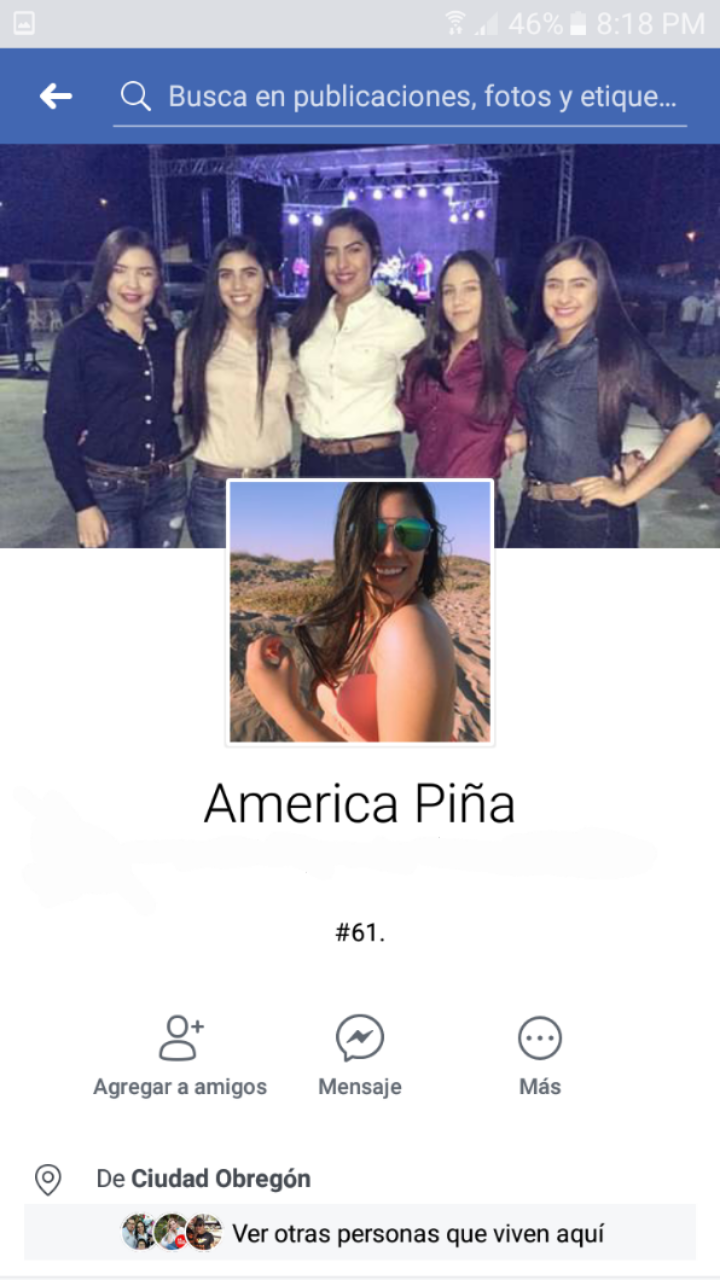 46% 8:18 PM
Busca en publicaciones, fotos y etique...
America Piña
#61.
Agregar a amigos Mensaje Más
De Ciudad Obregón
Ver otras personas que viven aquí